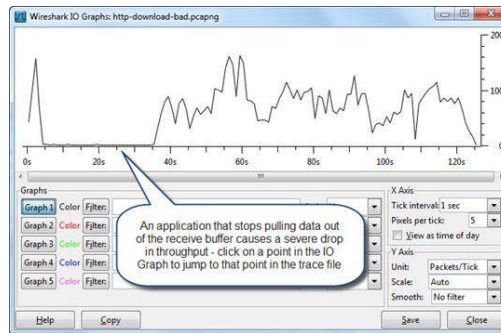 Wireshark IO Graphs: http-download-bad.pcapng
200
100
0
0s 20s 40s 60s 80s 100s 120s
Graphs
X Axis
Graph 1 Color Filter:
Tick interval: 1 sec
Graph 2 Color Filter:
Pixels per tick: 5
Graph 3 Color Filter:
View as time of day
Graph 4 Color Filter:
Y Axis
Graph 5 Color Filter:
Unit: Packets/Tick
Scale: Auto
Smooth: No filter
An application that stops pulling data out
of the receive buffer causes a severe drop
in throughput - click on a point in the IO
Graph to jump to that point in the trace file
Help Copy Save Close